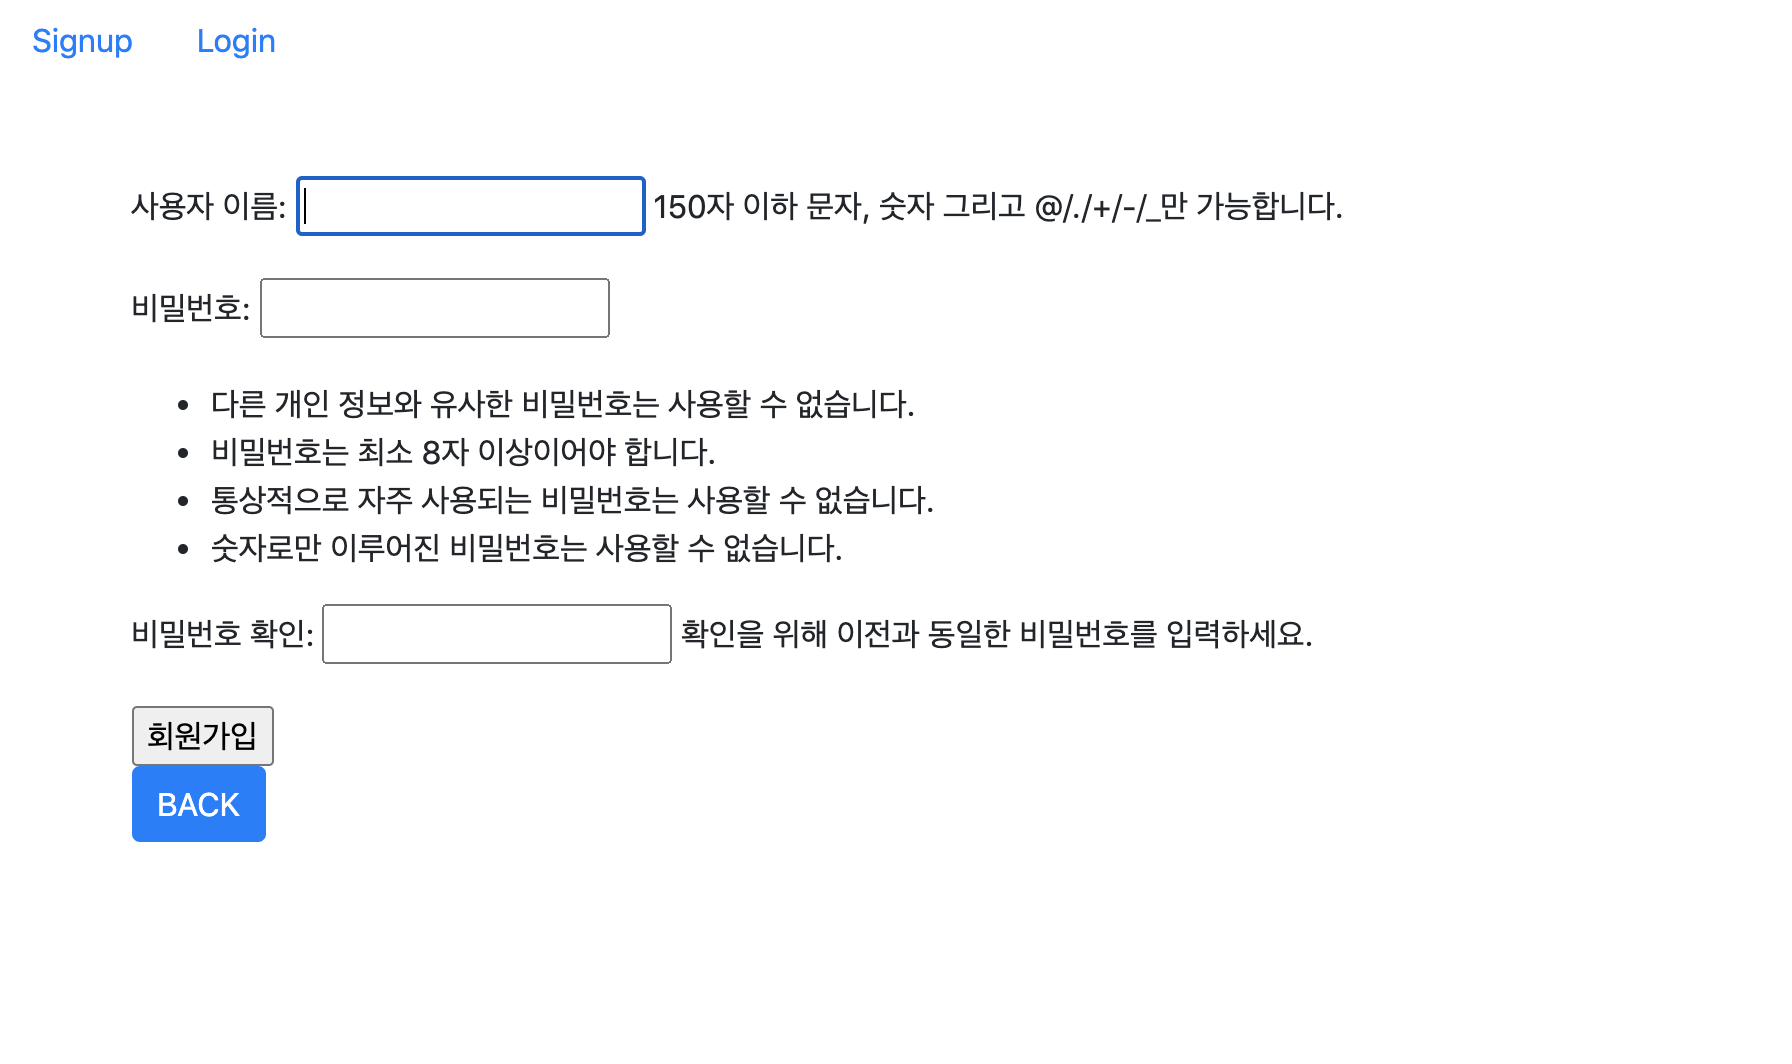 Signup Login
사용자 이름: 150자 이하 문자, 숫자 그리고 @/./+/-/_만 가능합니다.
비밀번호:
다른 개인 정보와 유사한 비밀번호는 사용할 수 없습니다.
비밀번호는 최소 8자 이상이어야 합니다.
통상적으로 자주 사용되는 비밀번호는 사용할 수 없습니다.
숫자로만 이루어진 비밀번호는 사용할 수 없습니다.
비밀번호 확인: 확인을 위해 이전과 동일한 비밀번호를 입력하세요.
회원가입
BACK